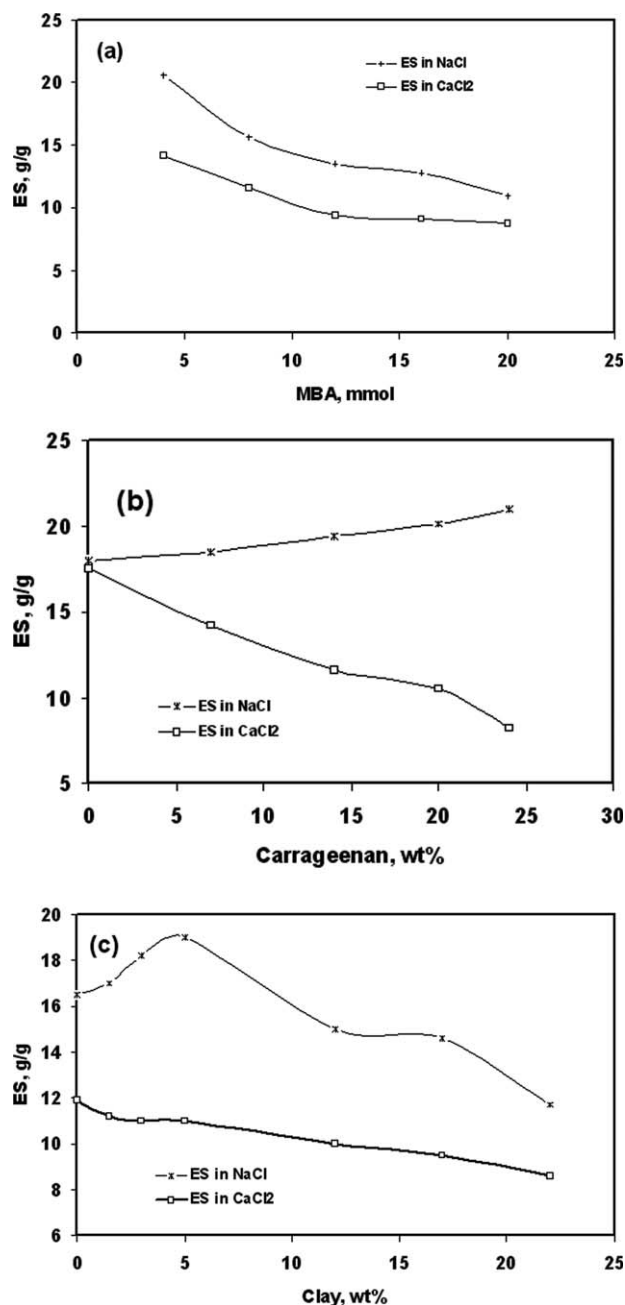 (a)
ES in NaCl
ES in CaCl2
ES, g/g
25
20
15
10
5
0
0 5 10 15 20 25
MBA, mmol
(b)
ES in NaCl
ES in CaCl2
ES, g/g
25
20
15
10
5
0 5 10 15 20 25 30
Carrageenan, wt%
(c)
ES in NaCl
ES in CaCl2
ES, g/g
20
18
16
14
12
10
8
6
0 5 10 15 20 25
Clay, wt%